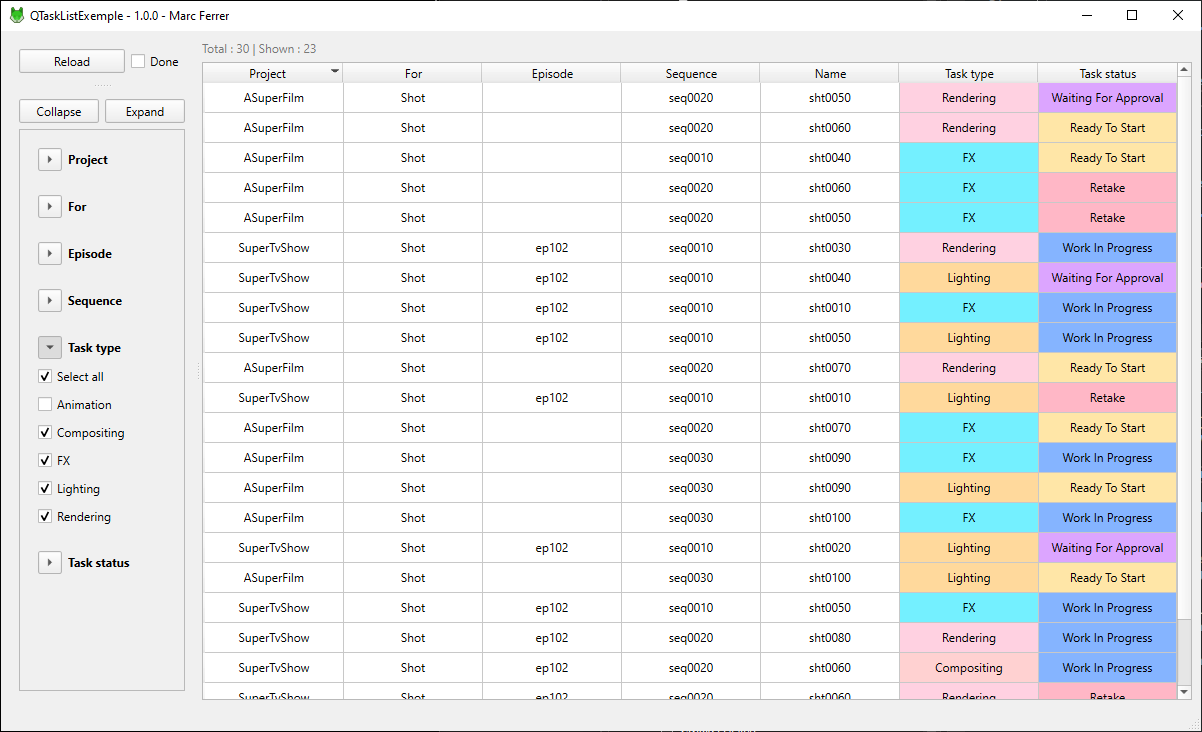 QTaskListExemple - 1.0.0 - Marc Ferrer
Reload
Done
Collapse
Expand
Project
For
Episode
Sequence
Task type
Select all
Animation
Compositing
FX
Lighting
Rendering
Task status
Total : 30 | Shown : 23
Project For Episode Sequence Name Task type Task status
ASuperFilm Shot seq0020 sht0050 Rendering Waiting For Approval
ASuperFilm Shot seq0020 sht0060 Rendering Ready To Start
ASuperFilm Shot seq0010 sht0040 FX Ready To Start
ASuperFilm Shot seq0020 sht0060 FX Retake
ASuperFilm Shot seq0020 sht0050 FX Retake
SuperTvShow Shot ep102 seq0010 sht0030 Rendering Work In Progress
SuperTvShow Shot ep102 seq0010 sht0040 Lighting Waiting For Approval
SuperTvShow Shot ep102 seq0010 sht0010 FX Work In Progress
SuperTvShow Shot ep102 seq0010 sht0050 Lighting Work In Progress
ASuperFilm Shot seq0020 sht0070 Rendering Ready To Start
SuperTvShow Shot ep102 seq0010 sht0010 Lighting Retake
ASuperFilm Shot seq0020 sht0070 FX Ready To Start
ASuperFilm Shot seq0030 sht0090 FX Work In Progress
ASuperFilm Shot seq0030 sht0090 Lighting Ready To Start
ASuperFilm Shot seq0030 sht0100 FX Work In Progress
SuperTvShow Shot ep102 seq0010 sht0020 Lighting Waiting For Approval
ASuperFilm Shot seq0030 sht0100 Lighting Ready To Start
SuperTvShow Shot ep102 seq0010 sht0050 FX Work In Progress
SuperTvShow Shot ep102 seq0020 sht0080 Rendering Work In Progress
SuperTvShow Shot ep102 seq0020 sht0060 Compositing Work In Progress
SuperTvShow Shot ep102 seq0020 sht0060 Rendering Retake